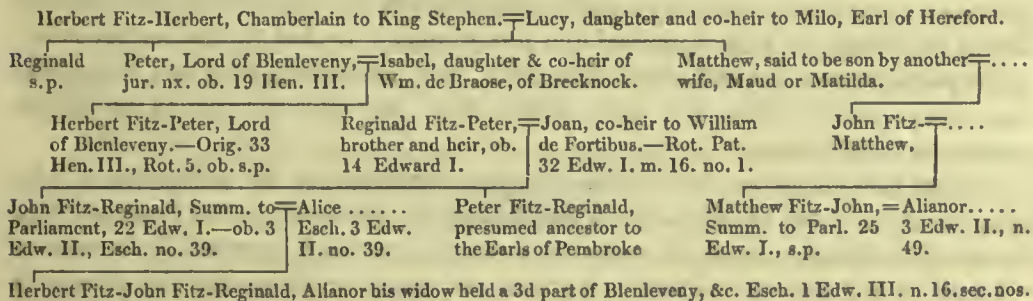 Herbert Fitz-Herbert, Chamberlain to King Stephen.=Lucy, daughter and co-heir to Milo, Earl of Hereford.
Reginald
s.p.
Peter, Lord of Blenleveny,=Isabel, daughter & co-heir of
jur. nx. ob. 19 Hen. III. Wm. de Braose, of Brecknock.
Matthew, said to be son by another=....
wife, Maud or Matilda.
Herbert Fitz-Peter, Lord
of Blenleveny.—Orig. 33
Hen. III., Rot. 5. ob. s.p.
Reginald Fitz-Peter,=Joan, co-heir to William
brother and heir, ob. de Fortibus.—Rot. Pat.
14 Edward I. 32 Edw. I. m. 16. no. 1.
John Fitz-=....
Matthew.
John Fitz-Reginald, Summ. to=Alice ......
Parliament, 22 Edw. I.—ob. 3 Esch. 3 Edw.
Edw. II., Esch. no. 39. II. no. 39.
Peter Fitz-Reginald,
presumed ancestor to
the Earls of Pembroke
Matthew Fitz-John,=Alianor.....
Summ. to Parl. 25 3 Edw. II., n.
Edw. I., s.p. 49.
Herbert Fitz-John Fitz-Reginald, Alianor his widow held a 3d part of Blenleveny, &c. Esch. 1 Edw. III. n. 16, sec. nos.